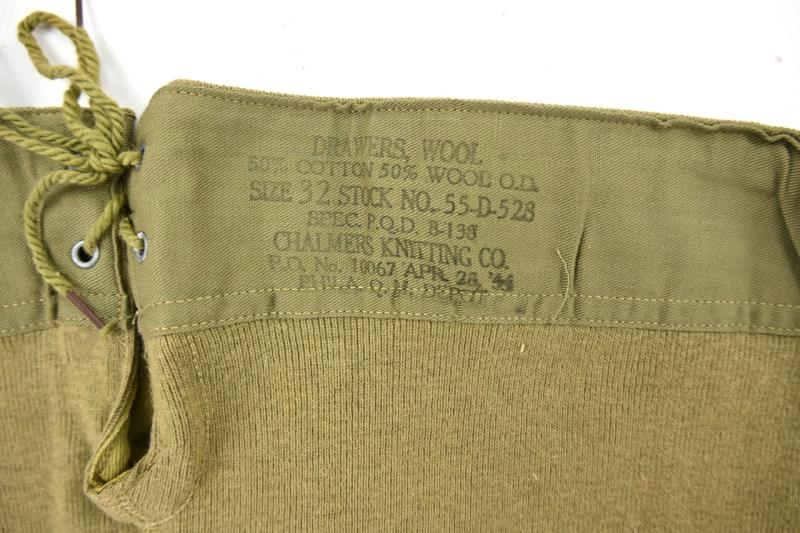 DRAWERS, WOOL
50% COTTON 50% WOOL O.D.
SIZE 32 STOCK NO. 55-D-528
SPEC. P.Q.D. 8-138
CHALMERS KNITTING CO.
P.O. No. 10067 APR. 28, '44
PHILA. Q. M. DEPOT